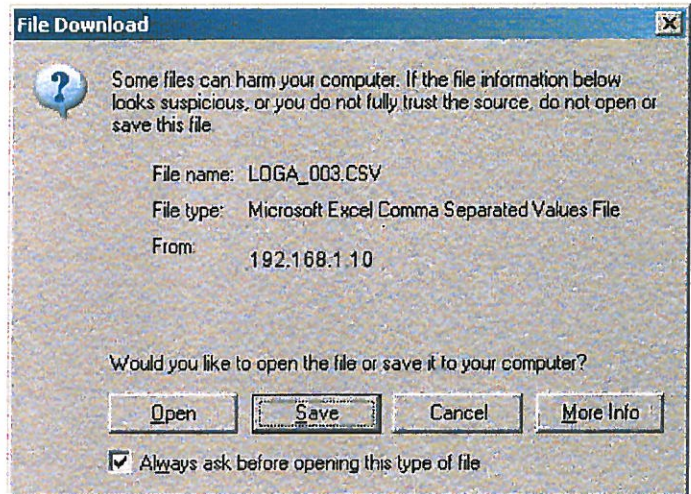 File Download
Some files can harm your computer. If the file information below
looks suspicious, or you do not fully trust the source, do not open or
save this file.
File name: LOGA_003.CSV
File type: Microsoft Excel Comma Separated Values File
From: 192.168.1.10
Would you like to open the file or save it to your computer?
Open Save Cancel More Info
Always ask before opening this type of file